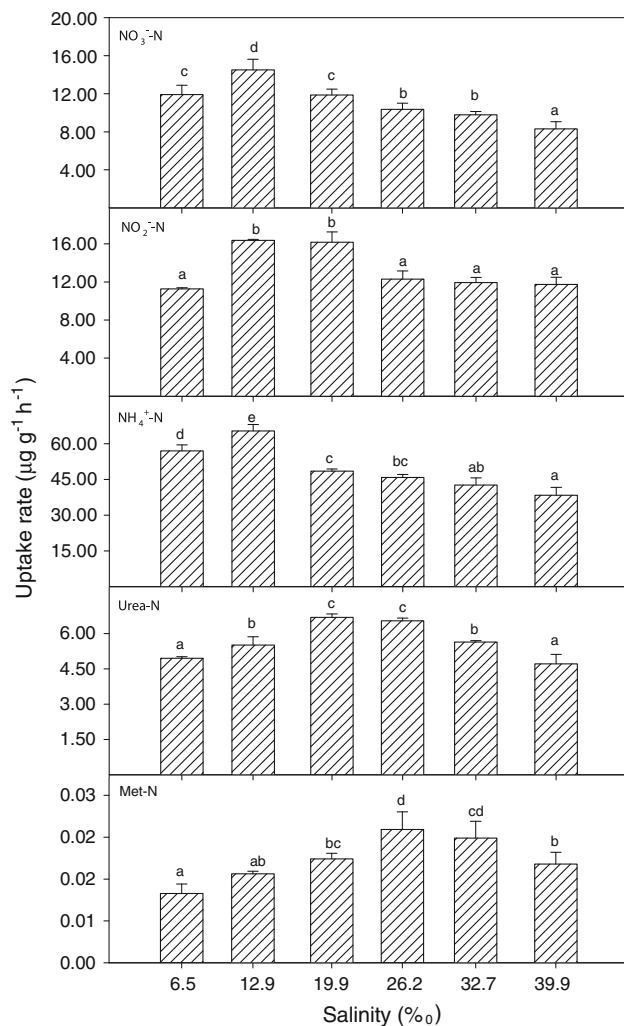 20.00
NO₃⁻-N
16.00
12.00
8.00
4.00
c d c b b a
NO₂⁻-N
16.00
12.00
8.00
4.00
a b b a a a
NH₄⁺-N
60.00
45.00
30.00
15.00
d e c bc ab a
Urea-N
6.00
4.50
3.00
1.50
a b c c b a
Met-N
0.03
0.02
0.02
0.01
0.00
a ab bc d cd b
6.5 12.9 19.9 26.2 32.7 39.9
Salinity (%₀)
Uptake rate (µg g⁻¹ h⁻¹)